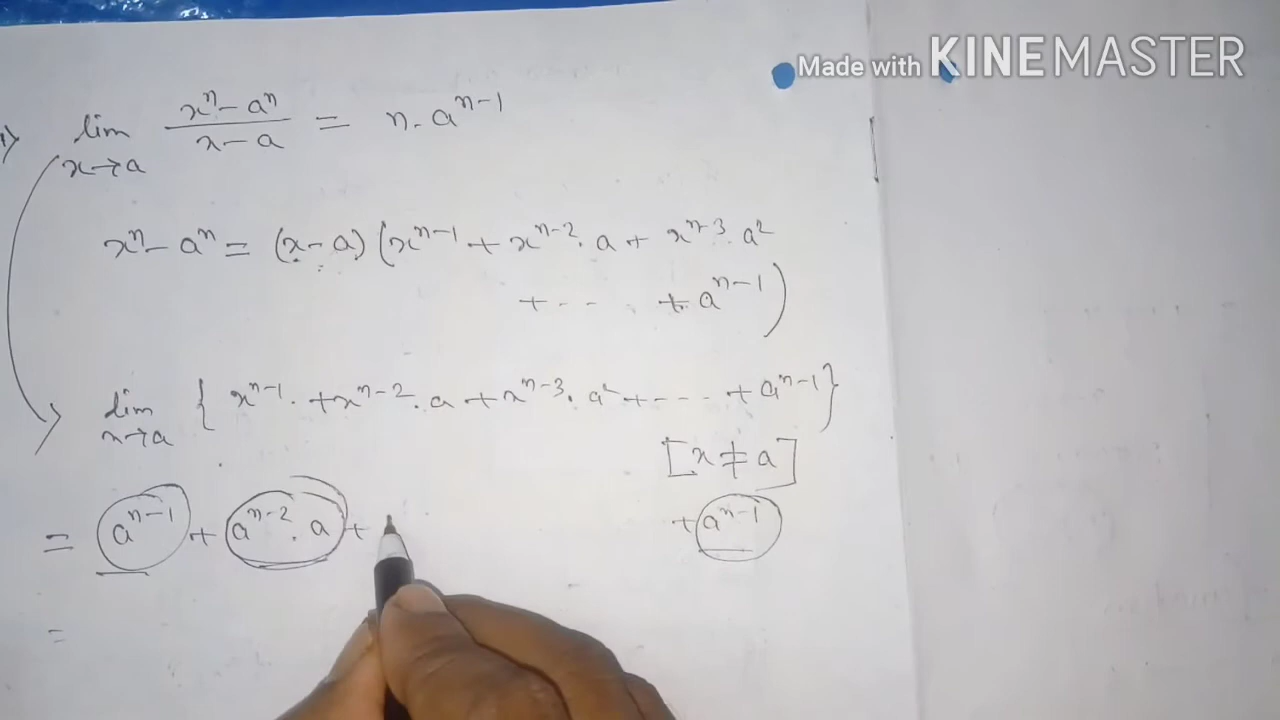 Made with KINEMASTER
1) lim x→a (xⁿ − aⁿ)/(x − a) = n. aⁿ⁻¹
xⁿ − aⁿ = (x − a) (xⁿ⁻¹ + xⁿ⁻². a + xⁿ⁻³. a²
+ - - . + aⁿ⁻¹)
lim x→a { xⁿ⁻¹. + xⁿ⁻². a + xⁿ⁻³. a² + - - - + aⁿ⁻¹}
[x ≠ a]
= aⁿ⁻¹ + aⁿ⁻². a + + aⁿ⁻¹
=